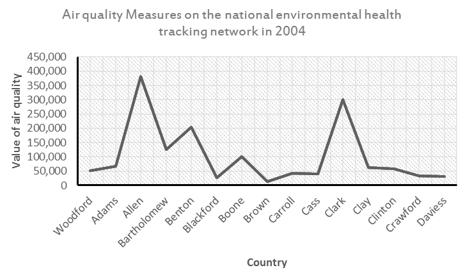 Air quality Measures on the national environmental health
tracking network in 2004
Value of air quality
450,000
400,000
350,000
300,000
250,000
200,000
150,000
100,000
50,000
0
Woodford
Adams
Allen
Bartholomew
Benton
Blackford
Boone
Brown
Carroll
Cass
Clark
Clay
Clinton
Crawford
Daviess
Country